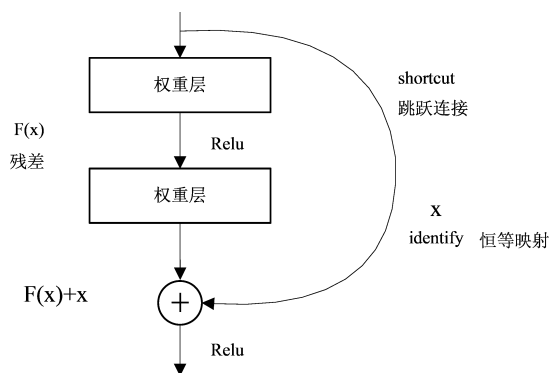 权重层
shortcut
跳跃连接
F(x)
残差
Relu
权重层
x
identify 恒等映射
F(x)+x
+
Relu